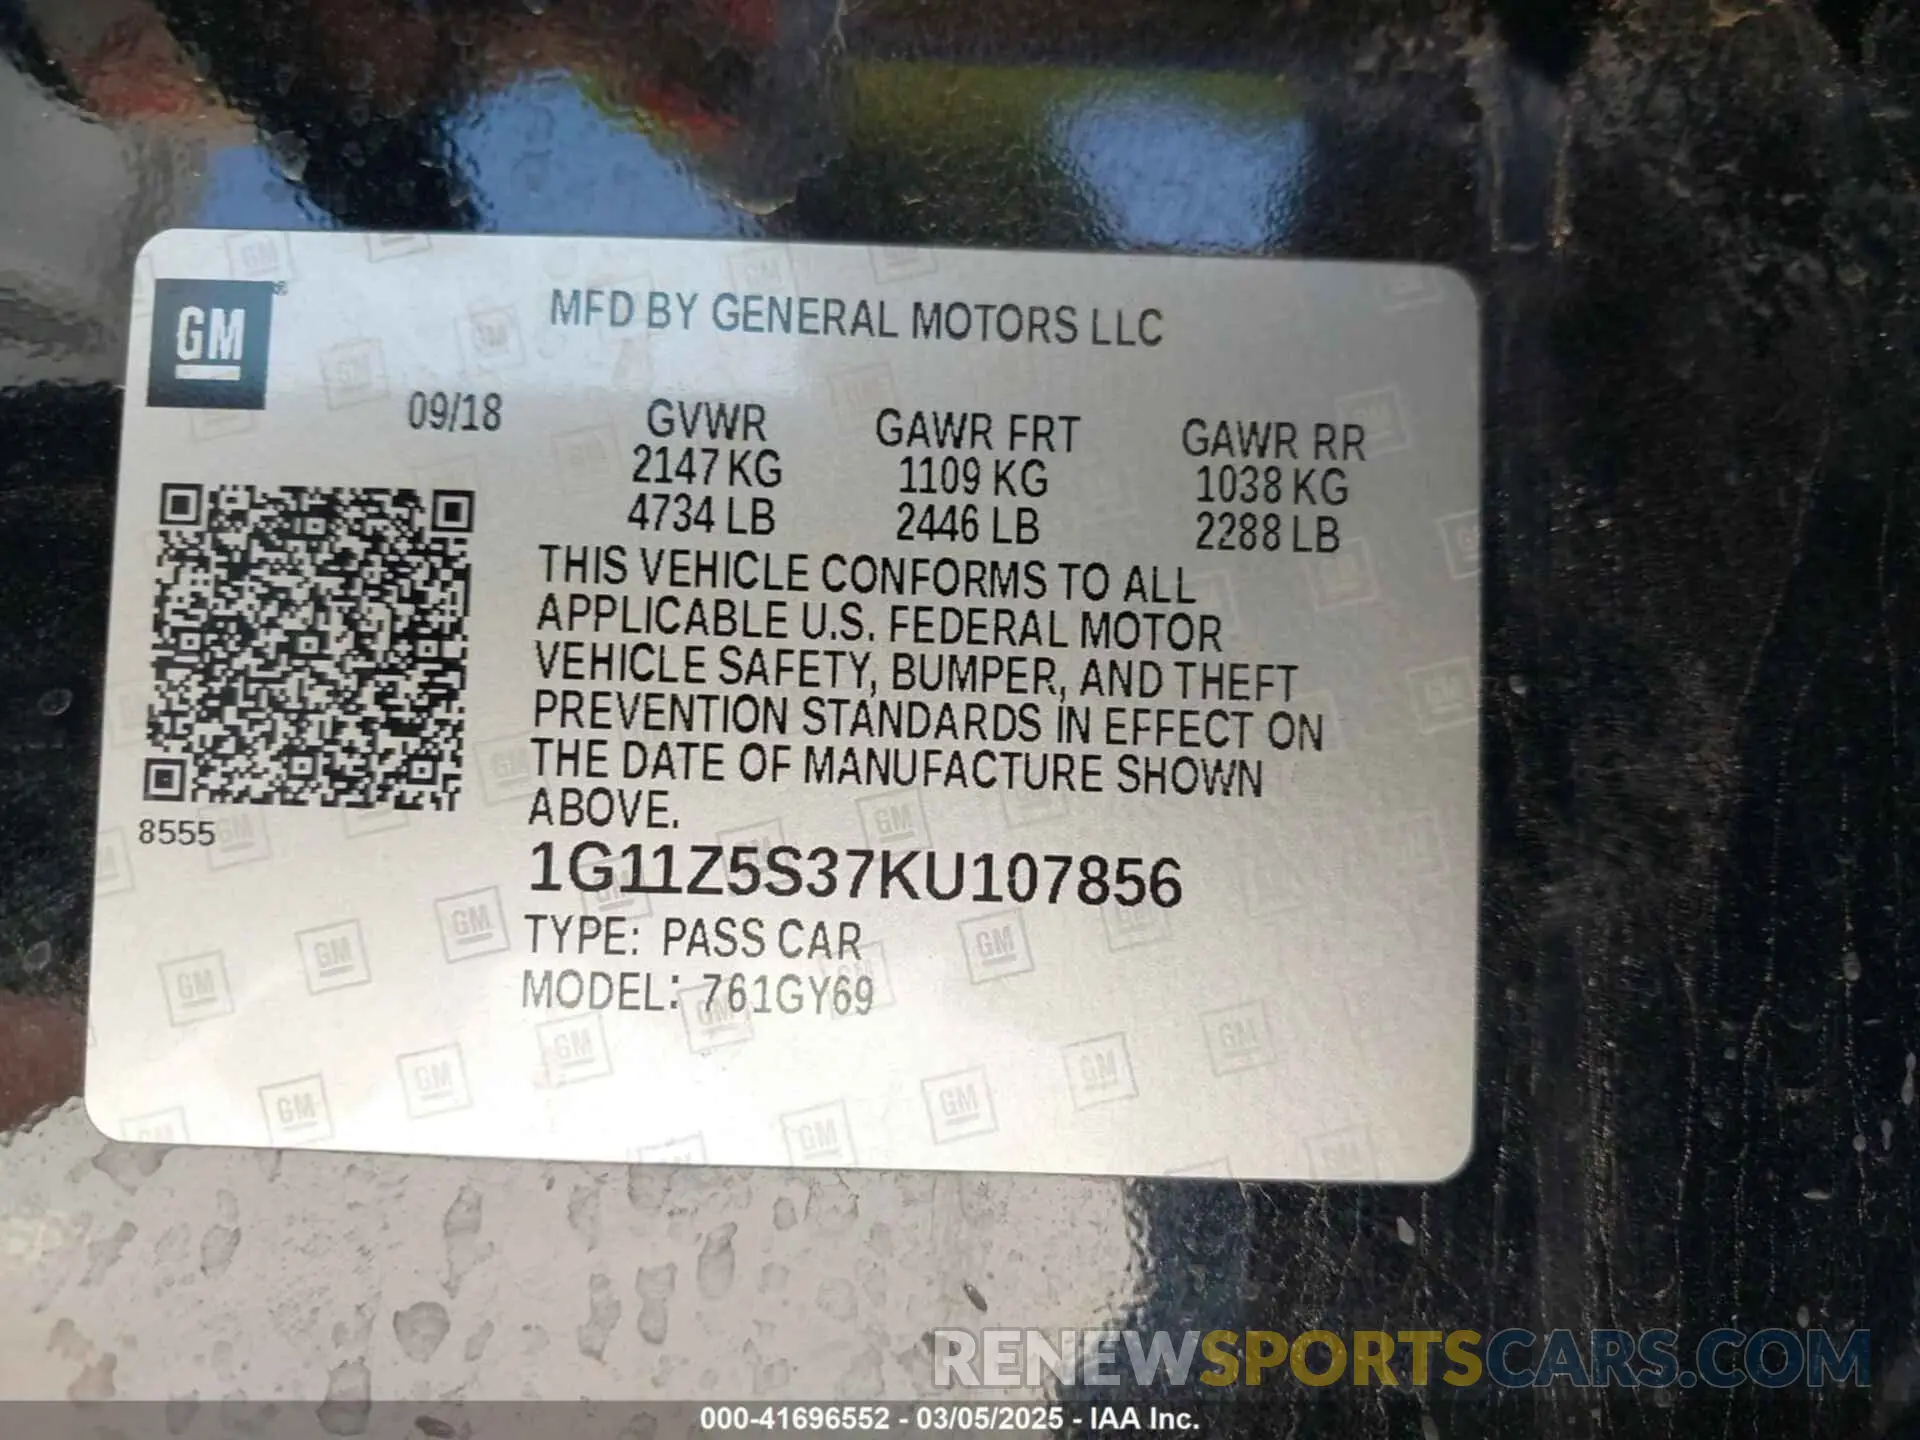 GM
MFD BY GENERAL MOTORS LLC
09/18
GVWR GAWR FRT GAWR RR
2147 KG 1109 KG 1038 KG
4734 LB 2446 LB 2288 LB
THIS VEHICLE CONFORMS TO ALL
APPLICABLE U.S. FEDERAL MOTOR
VEHICLE SAFETY, BUMPER, AND THEFT
PREVENTION STANDARDS IN EFFECT ON
THE DATE OF MANUFACTURE SHOWN
ABOVE.
8555
1G11Z5S37KU107856
TYPE: PASS CAR
MODEL: 761GY69
RENEWSPORTSCARS.COM
000-41696552 - 03/05/2025 - IAA Inc.